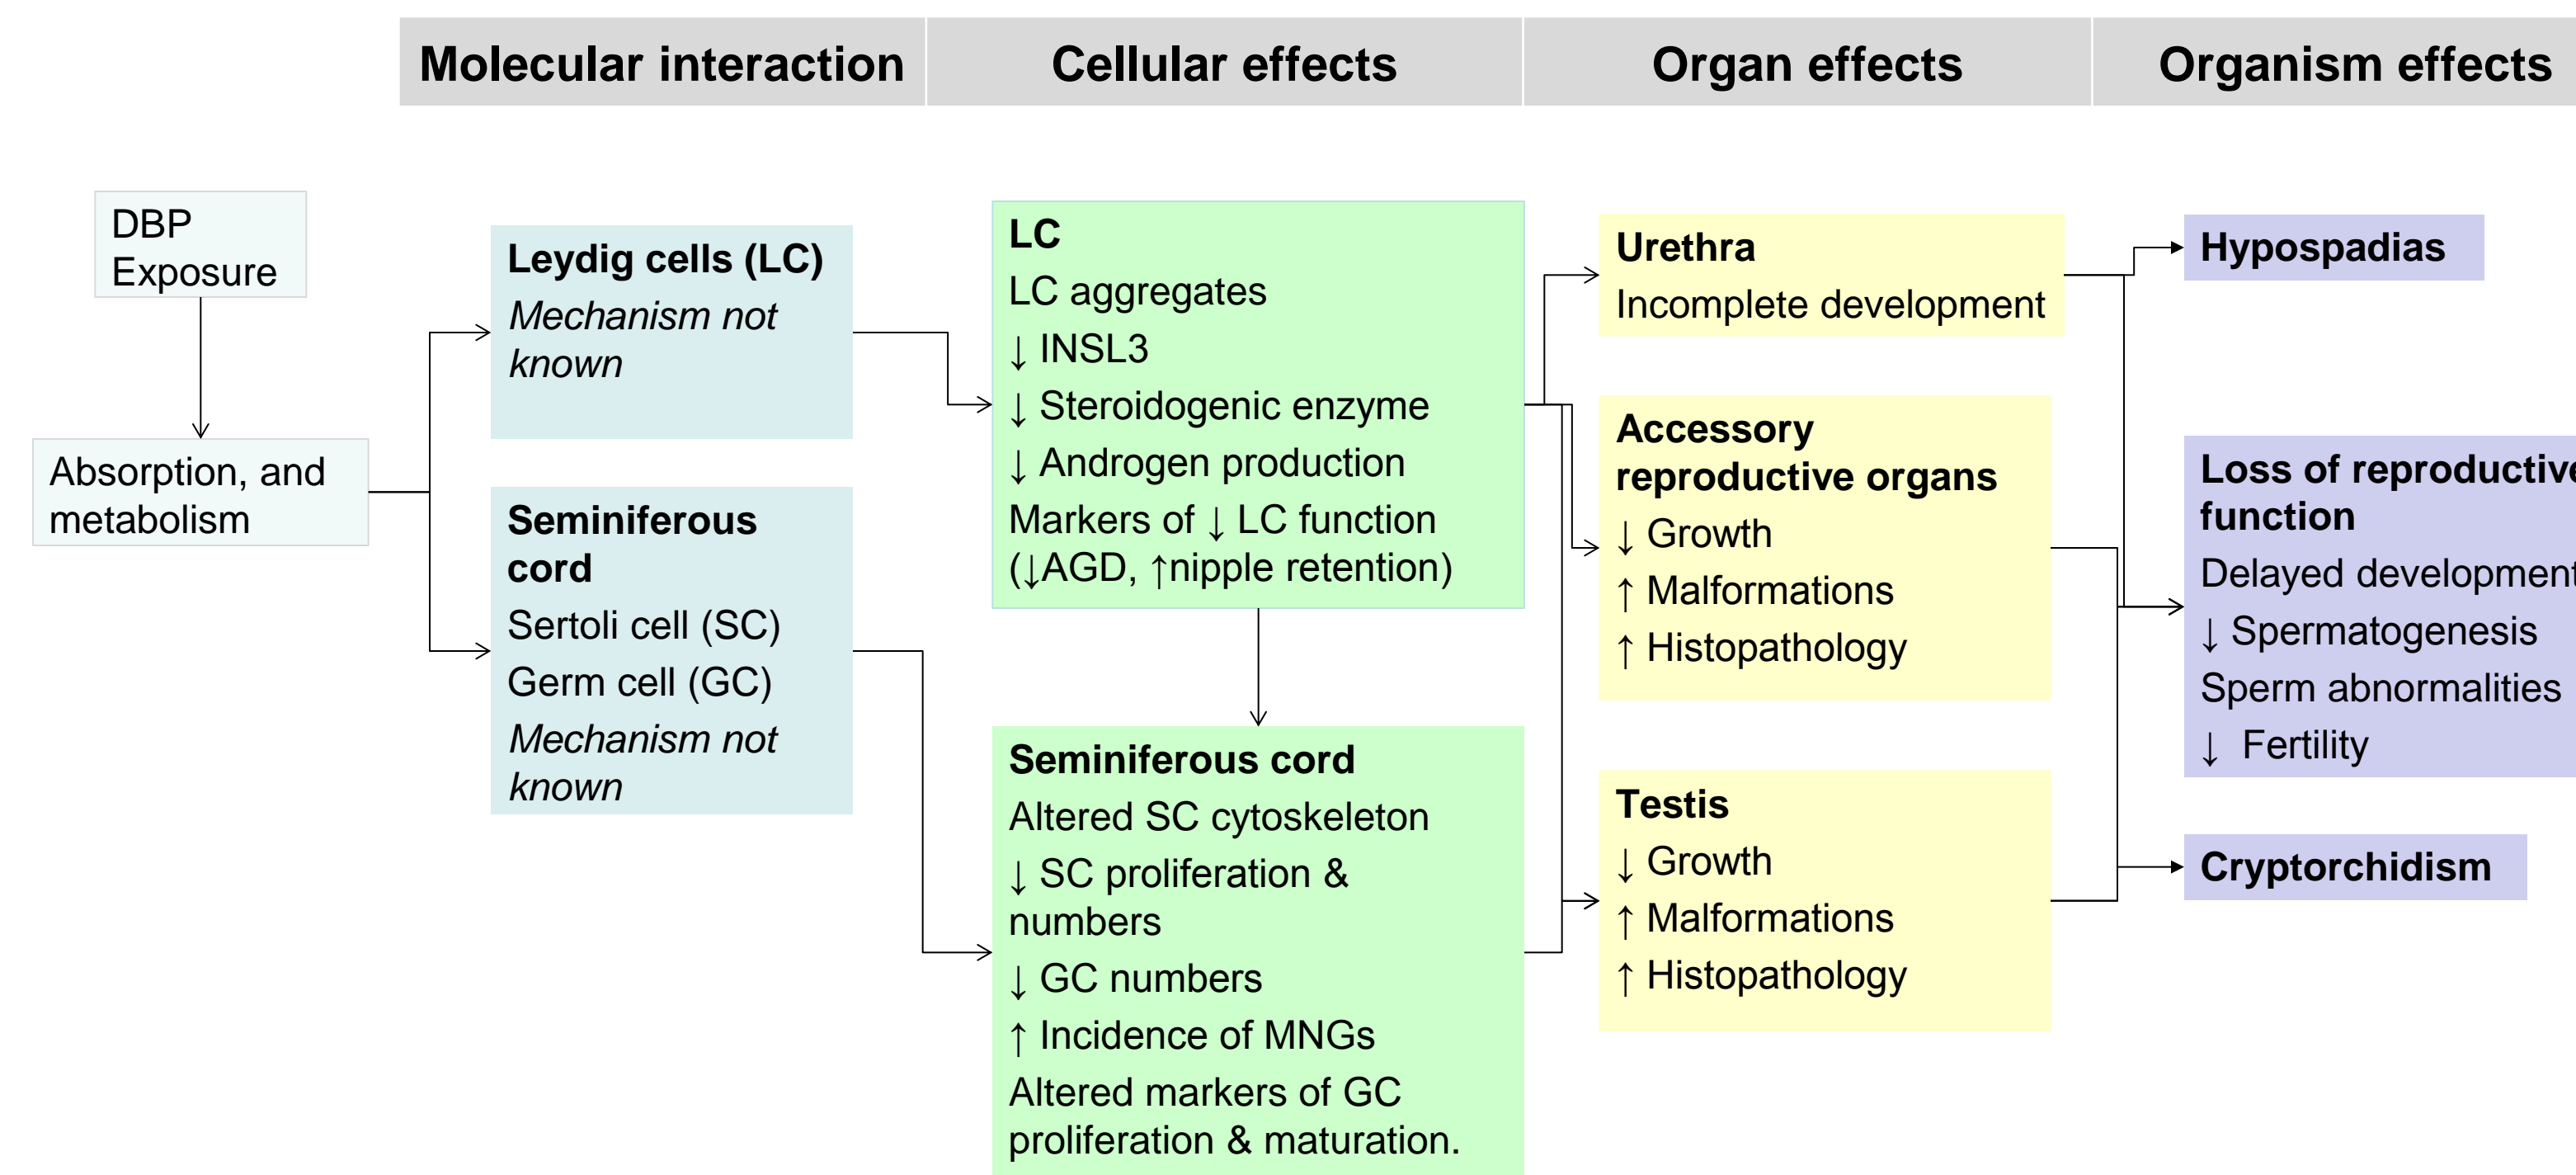 Molecular interaction
Cellular effects
Organ effects
Organism effects
DBP
Exposure
Absorption, and
metabolism
Leydig cells (LC)
Mechanism not
known
Seminiferous
cord
Sertoli cell (SC)
Germ cell (GC)
Mechanism not
known
LC
LC aggregates
↓ INSL3
↓ Steroidogenic enzyme
↓ Androgen production
Markers of ↓ LC function
(↓AGD, ↑nipple retention)
Seminiferous cord
Altered SC cytoskeleton
↓ SC proliferation &
numbers
↓ GC numbers
↑ Incidence of MNGs
Altered markers of GC
proliferation & maturation.
Urethra
Incomplete development
Accessory
reproductive organs
↓ Growth
↑ Malformations
↑ Histopathology
Testis
↓ Growth
↑ Malformations
↑ Histopathology
Hypospadias
Loss of reproductive
function
Delayed development
↓ Spermatogenesis
Sperm abnormalities
↓ Fertility
Cryptorchidism